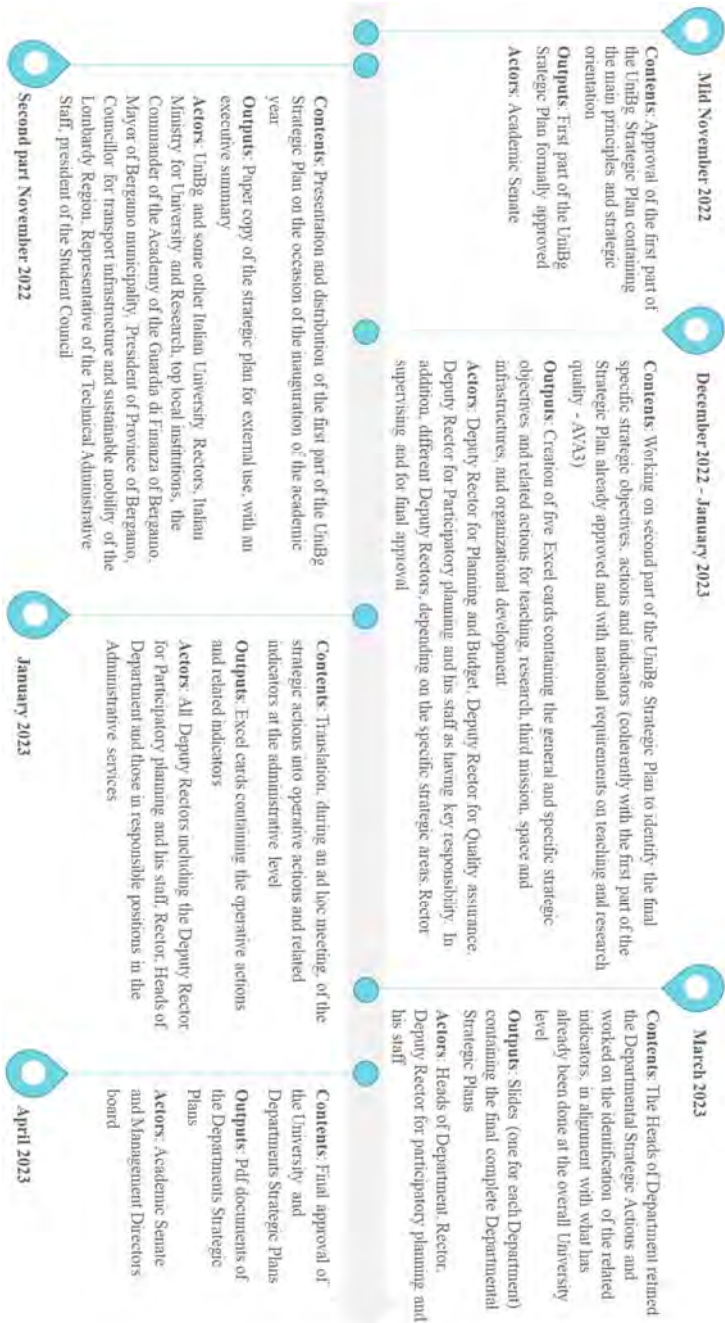 Mid November 2022
Contents: Approval of the first part of
the UniBg Strategic Plan containing
the main principles and strategic
orientation
Outputs: First part of the UniBg
Srategic Plan formally approved
Actors: Academic Senate
Contents: Presentation and distribution of the first part of the UniBg
Strategic Plan on the occasion of the inauguration of the academic
year
Outputs: Paper copy of the strategic plan for external use, with an
executive summary
Actors: UniBg and some other Italian University Rectors, Italian
Ministry for University and Research, top local institutions, the
Commander of the Academy of the Guardia di Finanza of Bergamo,
Mayor of Bergamo municipality, President of Province of Bergamo,
Councillor for transport infrastructure and sustainable mobility of the
Lombardy Region, Representative of the Technical Administrative
Staff, president of the Student Council
Second part November 2022
December 2022 - January 2023
Contents: Working on second part of the UniBg Strategic Plan to identify the final
specific strategic objectives, actions and indicators (coherently with the first part of the
Strategic Plan already approved and with national requirements on teaching and research
quality - AVA3)
Outputs: Creation of five Excel cards containing the general and specific strategic
objectives and related actions for teaching, research, third mission, space and
infrastructures, and organizational development
Actors: Deputy Rector for Planning and Budget, Deputy Rector for Quality assurance,
Deputy Rector for Participatory planning and his staff as having key responsibility. In
addition, different Deputy Rectors, depending on the specific strategic areas. Rector
supervising and for final approval
Contents: Translation, during an ad hoc meeting, of the
strategic actions into operative actions and related
indicators at the administrative level
Outputs: Excel cards containing the operative actions
and related indicators
Actors: All Deputy Rectors including the Deputy Rector
for Participatory planning and his staff, Rector, Heads of
Department and those in responsible positions in the
Administrative services
January 2023
March 2023
Contents: The Heads of Department refined
the Departmental Strategic Actions and
worked on the identification of the related
indicators, in alignment with what has
already been done at the overall University
level
Outputs: Slides (one for each Department)
containing the final complete Departmental
Strategic Plans
Actors: Heads of Department, Rector,
Deputy Rector for participatory planning and
his staff
Contents: Final approval of
the University and
Departments Strategic Plans
Outputs: Pdf documents of
the Departments Strategic
Plans
Actors: Academic Senate
and Management Directors
board
April 2023